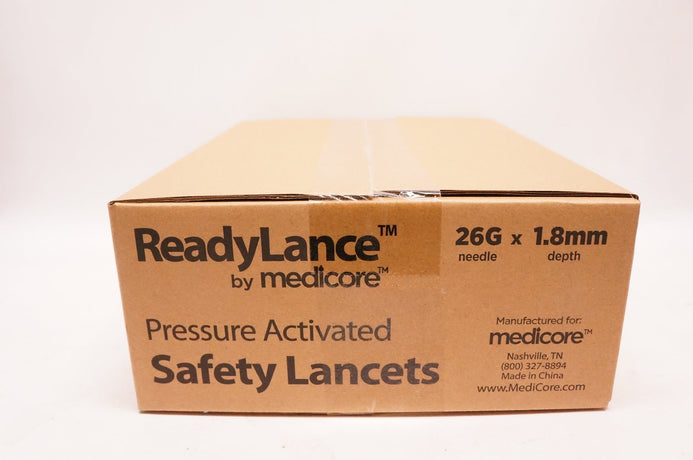 ReadyLance™
by medicore™
26G x 1.8mm
needle depth
Pressure Activated
Safety Lancets
Manufactured for:
medicore™
Nashville, TN
(800) 327-8894
Made in China
www.MediCore.com